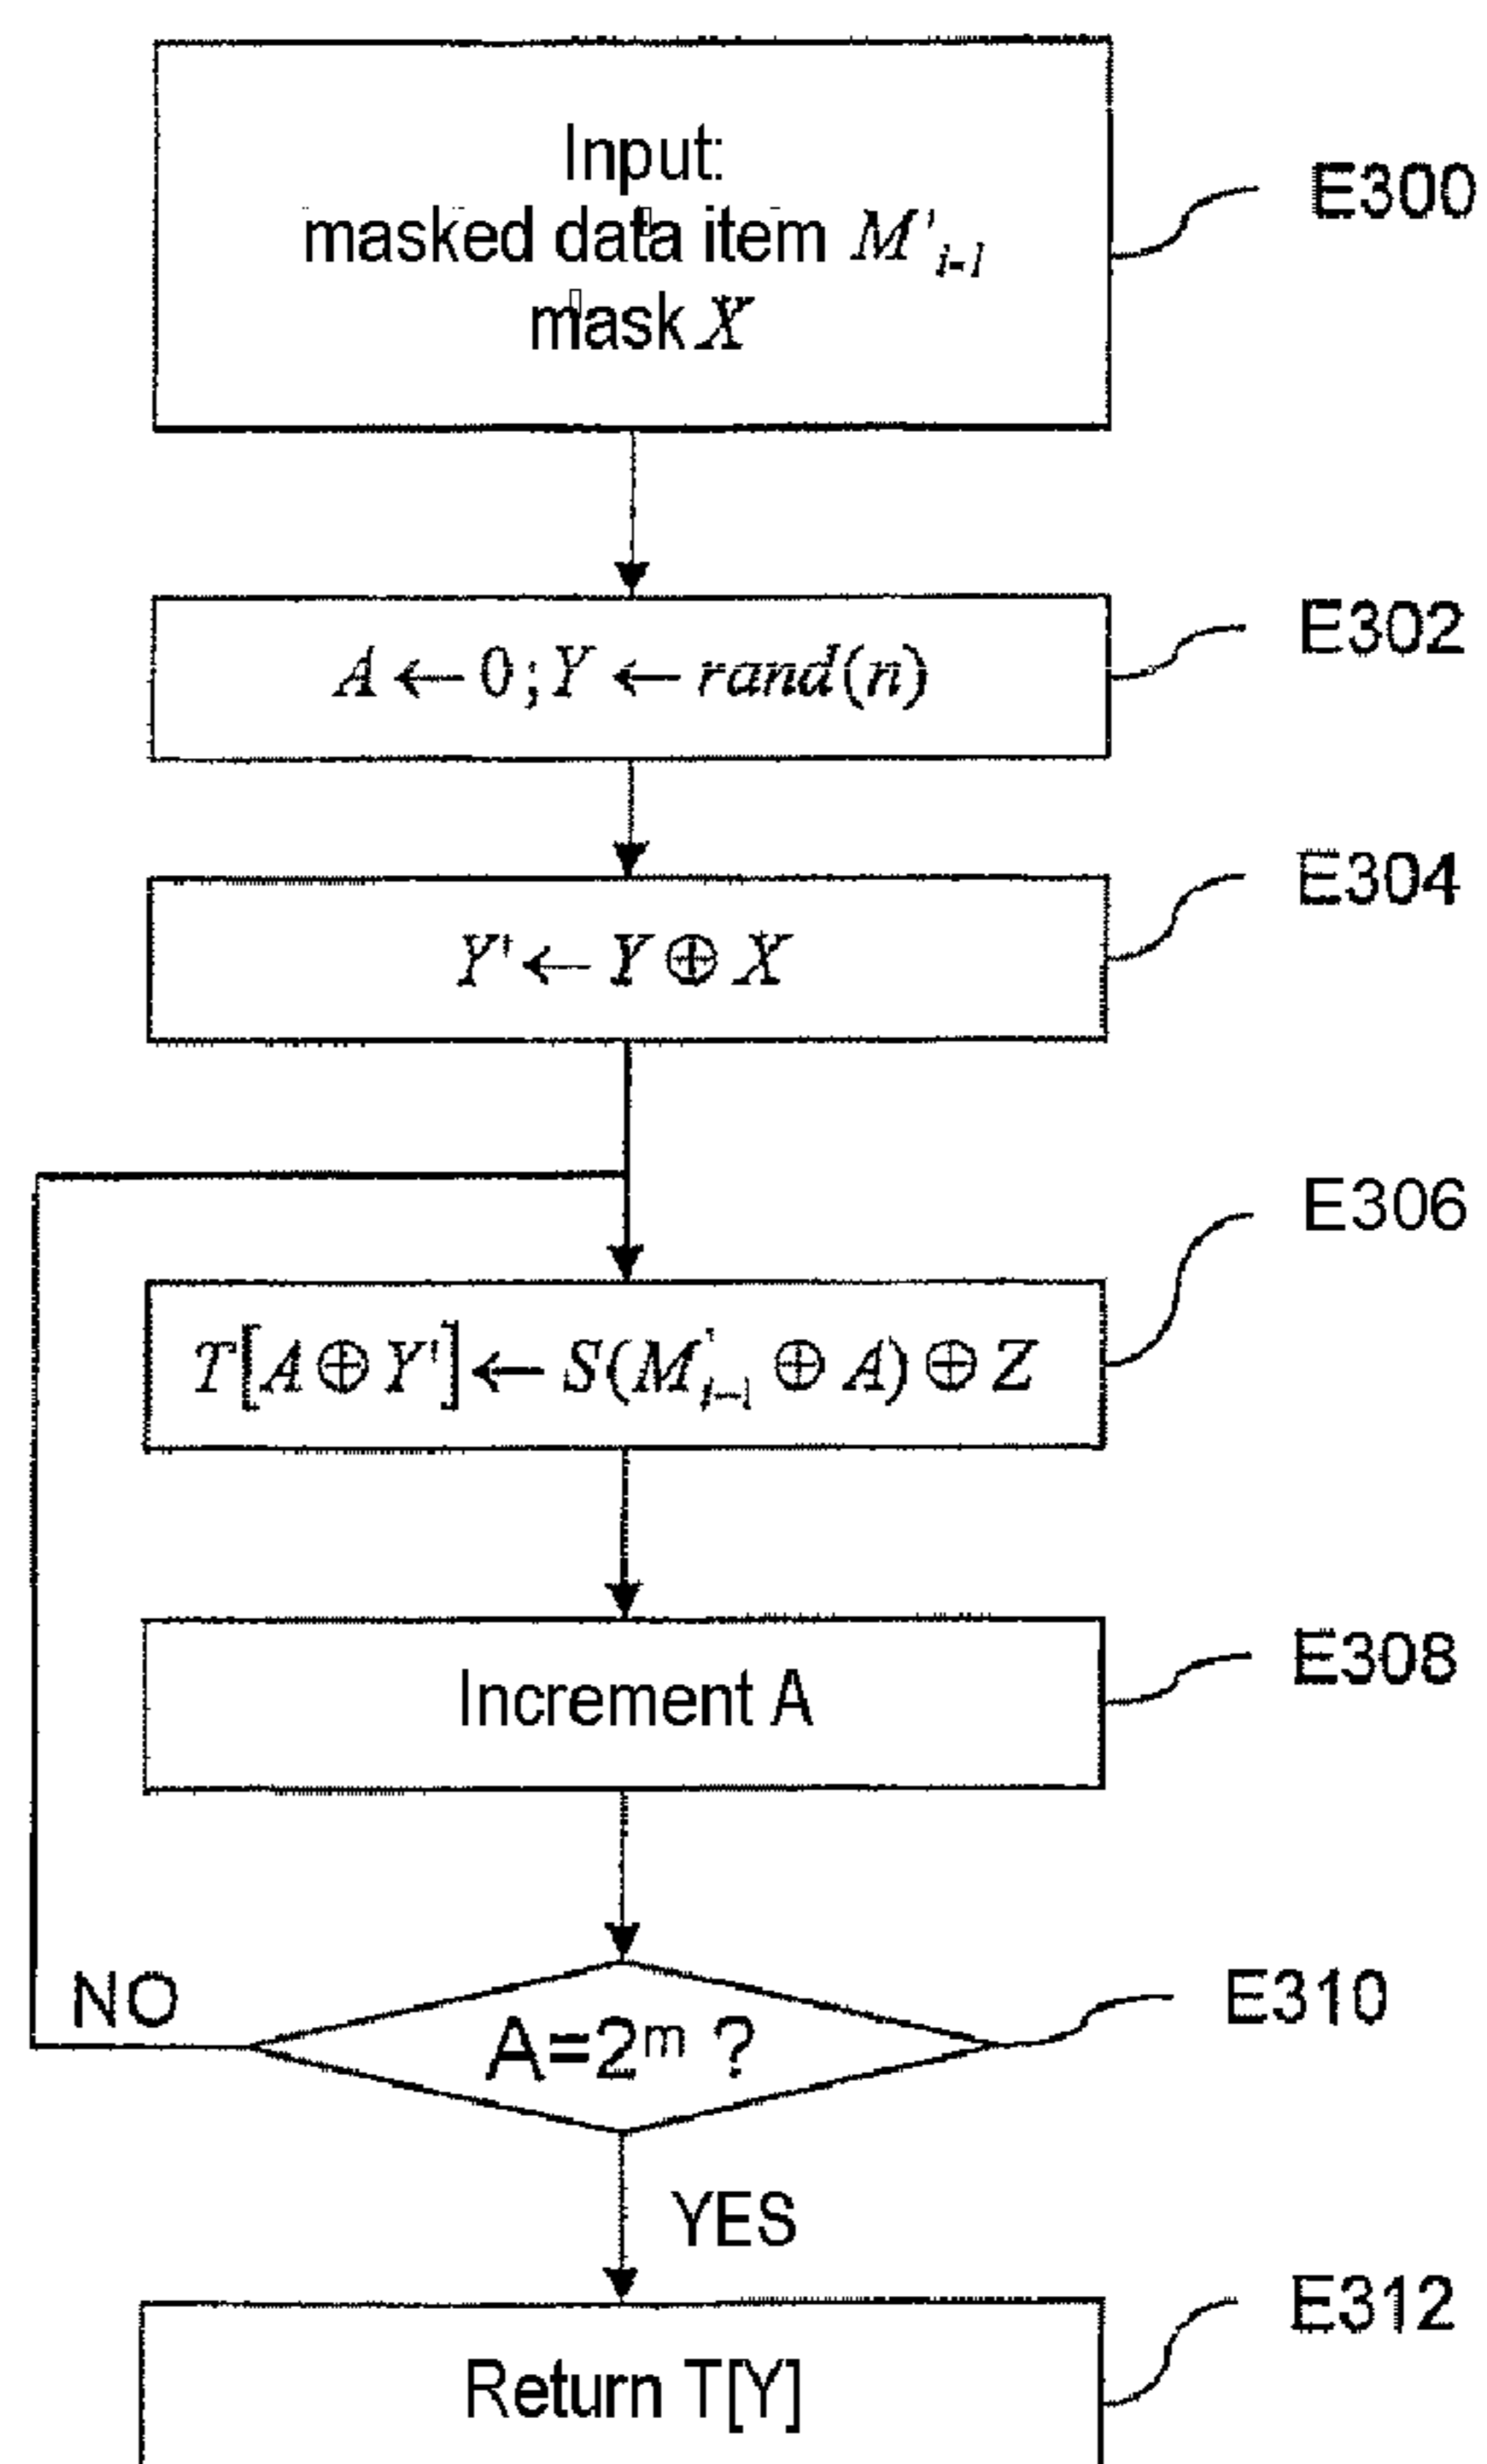 Input:
masked data item M'i-1
mask X
E300
A ← 0 ; Y ← rand(n)
E302
Y' ← Y ⊕ X
E304
T[A ⊕ Y'] ← S(M'i-1 ⊕ A) ⊕ Z
E306
Increment A
E308
NO
A=2^m ?
E310
YES
Return T[Y]
E312